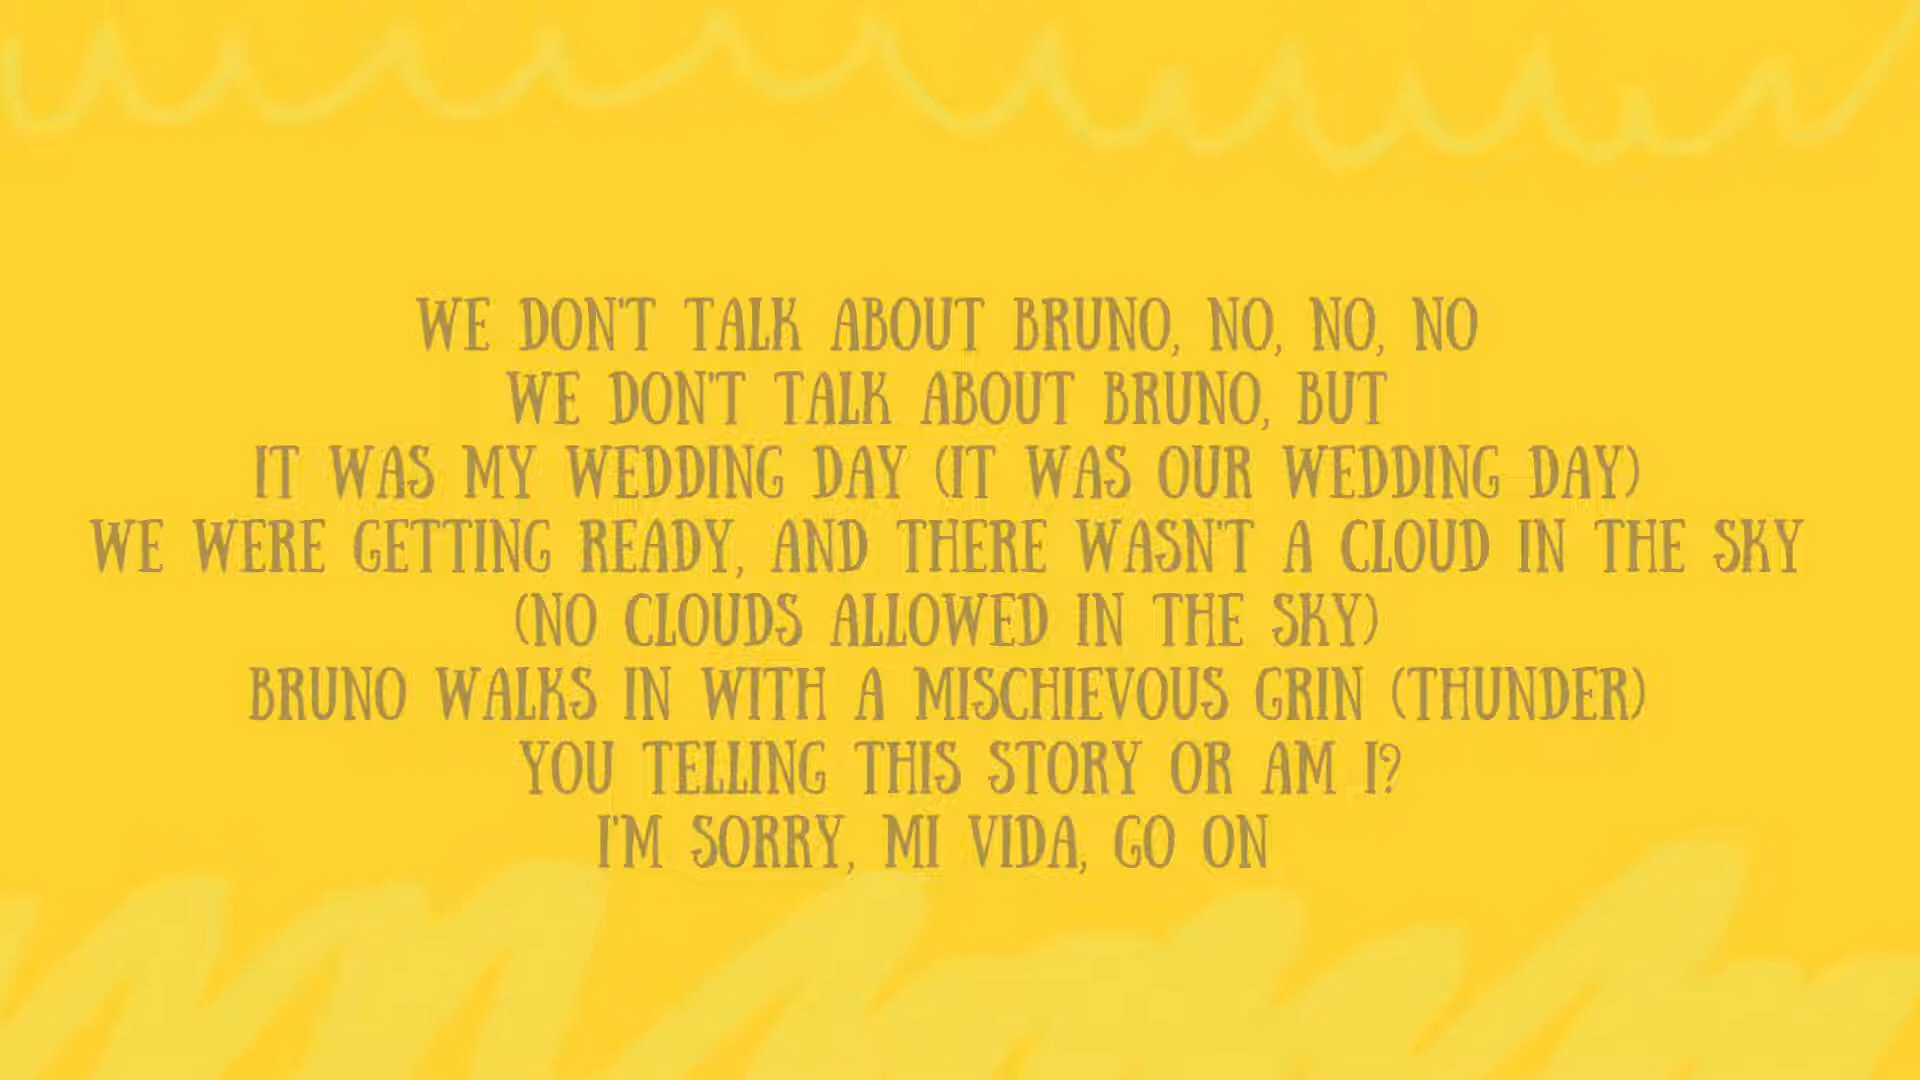 WE DON'T TALK ABOUT BRUNO, NO, NO, NO
WE DON'T TALK ABOUT BRUNO, BUT
IT WAS MY WEDDING DAY (IT WAS OUR WEDDING DAY)
WE WERE GETTING READY, AND THERE WASN'T A CLOUD IN THE SKY
(NO CLOUDS ALLOWED IN THE SKY)
BRUNO WALKS IN WITH A MISCHIEVOUS GRIN (THUNDER)
YOU TELLING THIS STORY OR AM I?
I'M SORRY, MI VIDA, GO ON